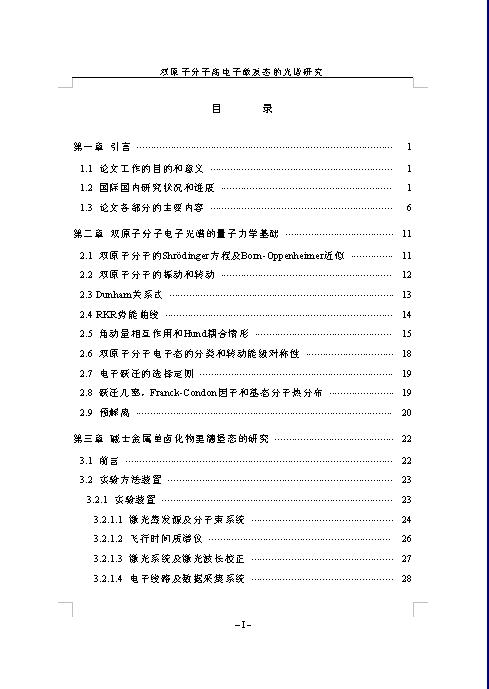 双原子分子高电子激发态的光谱研究
目 录
第一章 引言 1
1.1 论文工作的目的和意义 1
1.2 国际国内研究状况和进展 1
1.3 论文各部分的主要内容 6
第二章 双原子分子电子光谱的量子力学基础 11
2.1 双原子分子的Shrödinger方程及Born-Oppenheimer近似 11
2.2 双原子分子的振动和转动 12
2.3 Dunham关系式 13
2.4 RKR势能曲线 14
2.5 角动量相互作用和Hund耦合情形 15
2.6 双原子分子电子态的分类和转动能级对称性 18
2.7 电子跃迁的选择定则 19
2.8 跃迁几率，Franck-Condon因子和基态分子热分布 19
2.9 预解离 20
第三章 碱土金属单卤化物里德堡态的研究 22
3.1 前言 22
3.2 实验方法装置 23
3.2.1 实验装置 23
3.2.1.1 激光蒸发源及分子束系统 24
3.2.1.2 飞行时间质谱仪 26
3.2.1.3 激光系统及激光波长校正 27
3.2.1.4 电子线路及数据采集系统 28
-I-